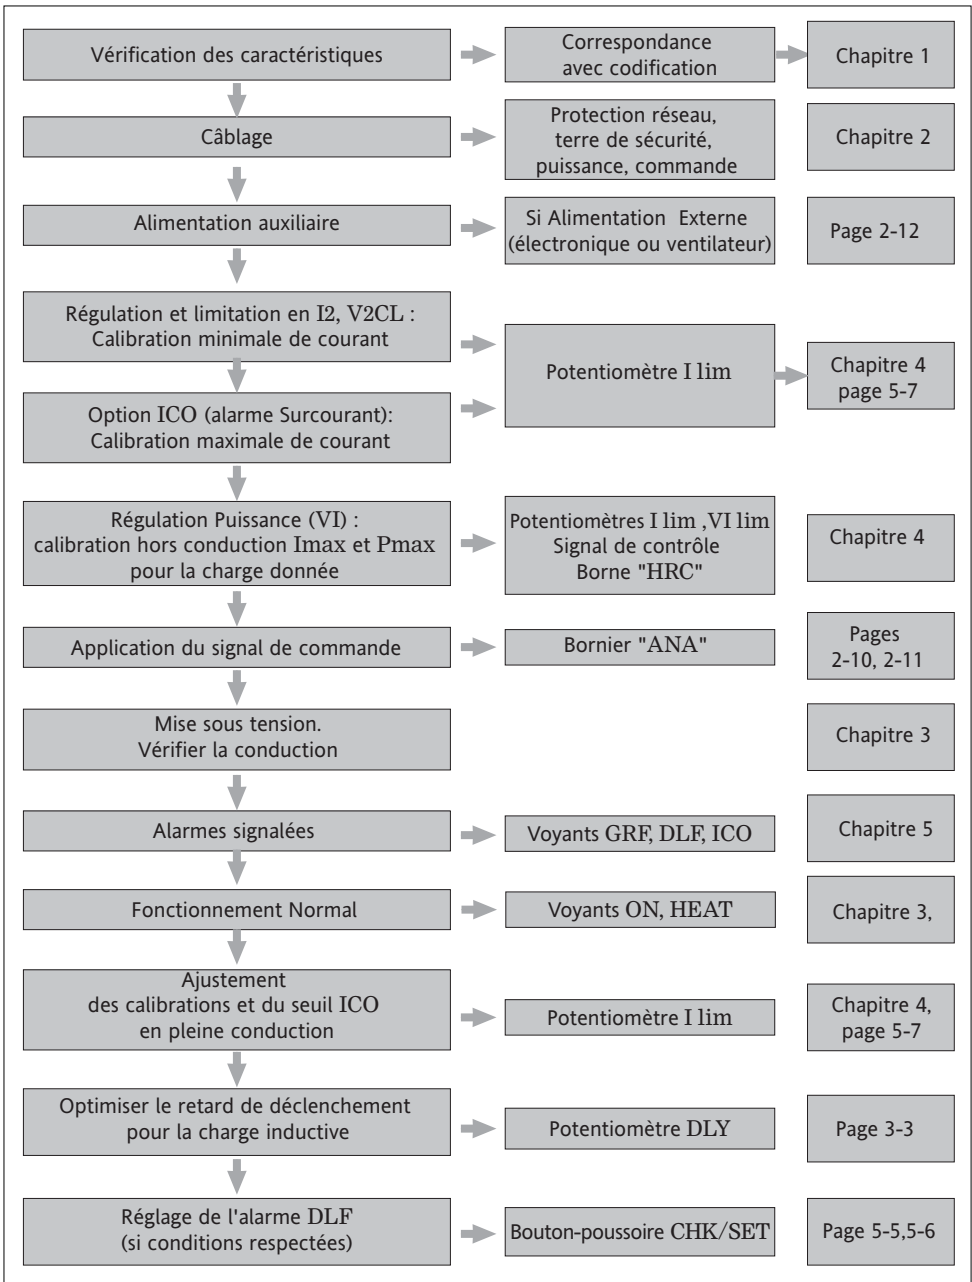 Vérification des caractéristiques
Correspondance
avec codification
Chapitre 1
Câblage
Protection réseau,
terre de sécurité,
puissance, commande
Chapitre 2
Alimentation auxiliaire
Si Alimentation Externe
(électronique ou ventilateur)
Page 2-12
Régulation et limitation en I2, V2CL :
Calibration minimale de courant
Potentiomètre I lim
Chapitre 4
page 5-7
Option ICO (alarme Surcourant):
Calibration maximale de courant
Régulation Puissance (VI) :
calibration hors conduction Imax et Pmax
pour la charge donnée
Potentiomètres I lim ,VI lim
Signal de contrôle
Borne "HRC"
Chapitre 4
Application du signal de commande
Bornier "ANA"
Pages
2-10, 2-11
Mise sous tension.
Vérifier la conduction
Chapitre 3
Alarmes signalées
Voyants GRF, DLF, ICO
Chapitre 5
Fonctionnement Normal
Voyants ON, HEAT
Chapitre 3,
Ajustement
des calibrations et du seuil ICO
en pleine conduction
Potentiomètre I lim
Chapitre 4,
page 5-7
Optimiser le retard de déclenchement
pour la charge inductive
Potentiomètre DLY
Page 3-3
Réglage de l'alarme DLF
(si conditions respectées)
Bouton-poussoire CHK/SET
Page 5-5,5-6